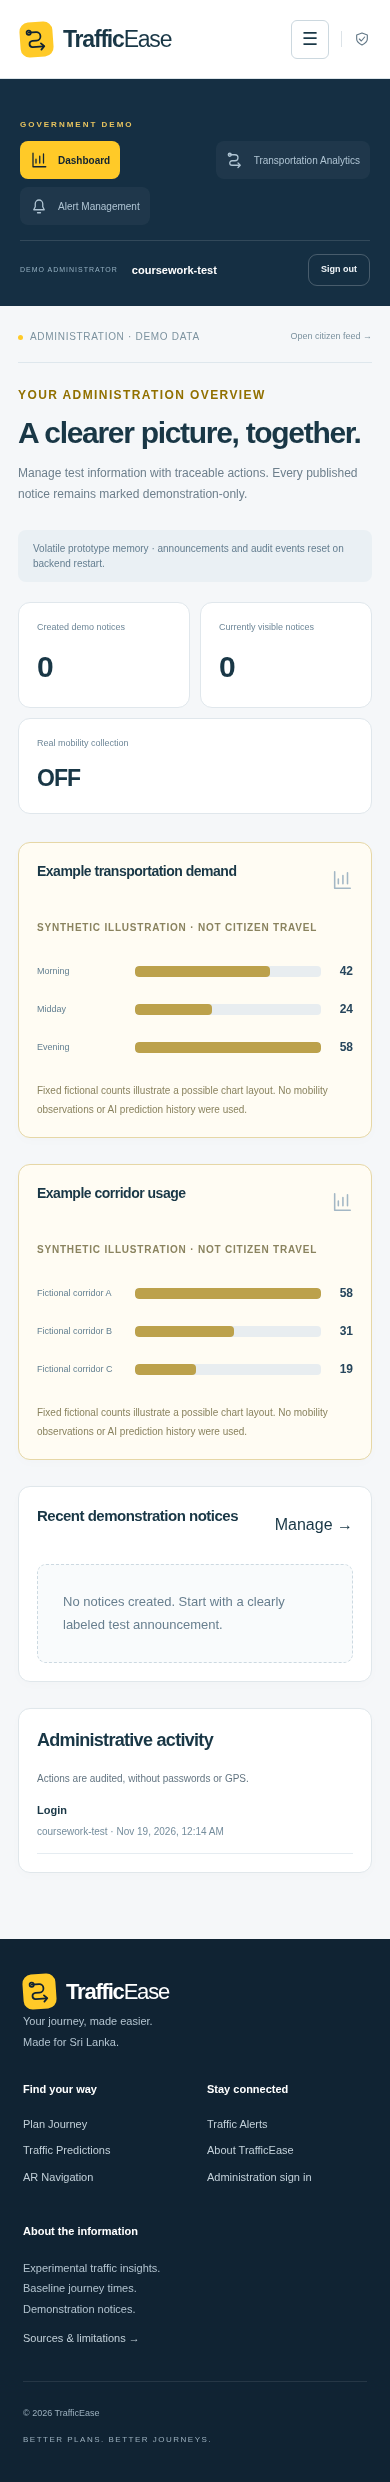 TrafficEase
GOVERNMENT DEMO
Dashboard
Transportation Analytics
Alert Management
DEMO ADMINISTRATOR coursework-test Sign out
ADMINISTRATION · DEMO DATA Open citizen feed →
YOUR ADMINISTRATION OVERVIEW
A clearer picture, together.
Manage test information with traceable actions. Every published
notice remains marked demonstration-only.
Volatile prototype memory · announcements and audit events reset on
backend restart.
Created demo notices
0
Currently visible notices
0
Real mobility collection
OFF
Example transportation demand
SYNTHETIC ILLUSTRATION · NOT CITIZEN TRAVEL
Morning 42
Midday 24
Evening 58
Fixed fictional counts illustrate a possible chart layout. No mobility
observations or AI prediction history were used.
Example corridor usage
SYNTHETIC ILLUSTRATION · NOT CITIZEN TRAVEL
Fictional corridor A 58
Fictional corridor B 31
Fictional corridor C 19
Fixed fictional counts illustrate a possible chart layout. No mobility
observations or AI prediction history were used.
Recent demonstration notices
Manage →
No notices created. Start with a clearly
labeled test announcement.
Administrative activity
Actions are audited, without passwords or GPS.
Login
coursework-test · Nov 19, 2026, 12:14 AM
TrafficEase
Your journey, made easier.
Made for Sri Lanka.
Find your way
Plan Journey
Traffic Predictions
AR Navigation
Stay connected
Traffic Alerts
About TrafficEase
Administration sign in
About the information
Experimental traffic insights.
Baseline journey times.
Demonstration notices.
Sources & limitations →
© 2026 TrafficEase
BETTER PLANS. BETTER JOURNEYS.